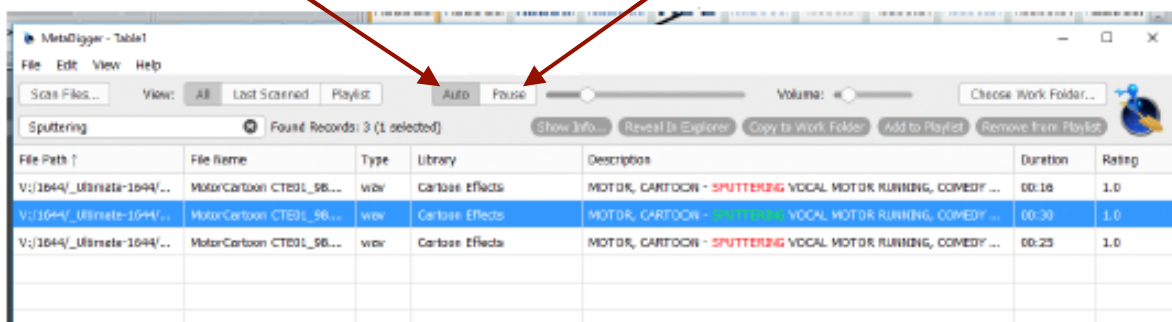 MetaDigger - Table1
File Edit View Help
Scan Files... View: All Last Scanned Playlist Auto Pause Volume: Choose Work Folder...
Sputtering Found Records: 3 (1 selected) Show Info... Reveal In Explorer Copy to Work Folder Add to Playlist Remove from Playlist
File Path ↑ File Name Type Library Description Duration Rating
V:/1644/_Ultimate-1644/... MotorCartoon CTE01_98.... wav Cartoon Effects MOTOR, CARTOON - SPUTTERING VOCAL MOTOR RUNNING, COMEDY ... 00:16 1.0
V:/1644/_Ultimate-1644/... MotorCartoon CTE01_98.... wav Cartoon Effects MOTOR, CARTOON - SPUTTERING VOCAL MOTOR RUNNING, COMEDY ... 00:30 1.0
V:/1644/_Ultimate-1644/... MotorCartoon CTE01_98.... wav Cartoon Effects MOTOR, CARTOON - SPUTTERING VOCAL MOTOR RUNNING, COMEDY ... 00:25 1.0